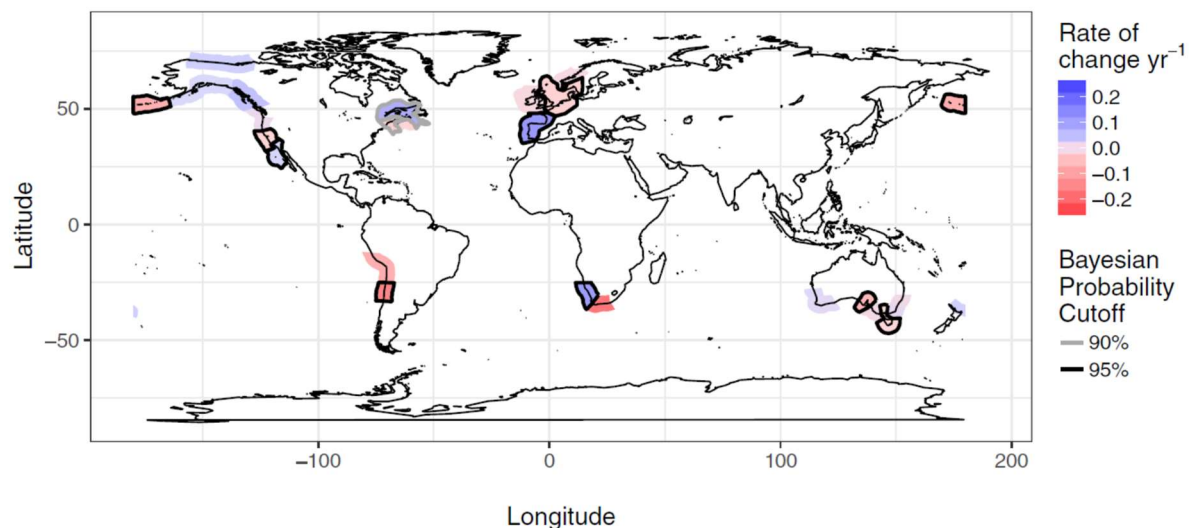 Latitude
50
0
−50
−100
0
100
200
Longitude
Rate of
change yr−1
0.2
0.1
0.0
−0.1
−0.2
Bayesian
Probability
Cutoff
90%
95%